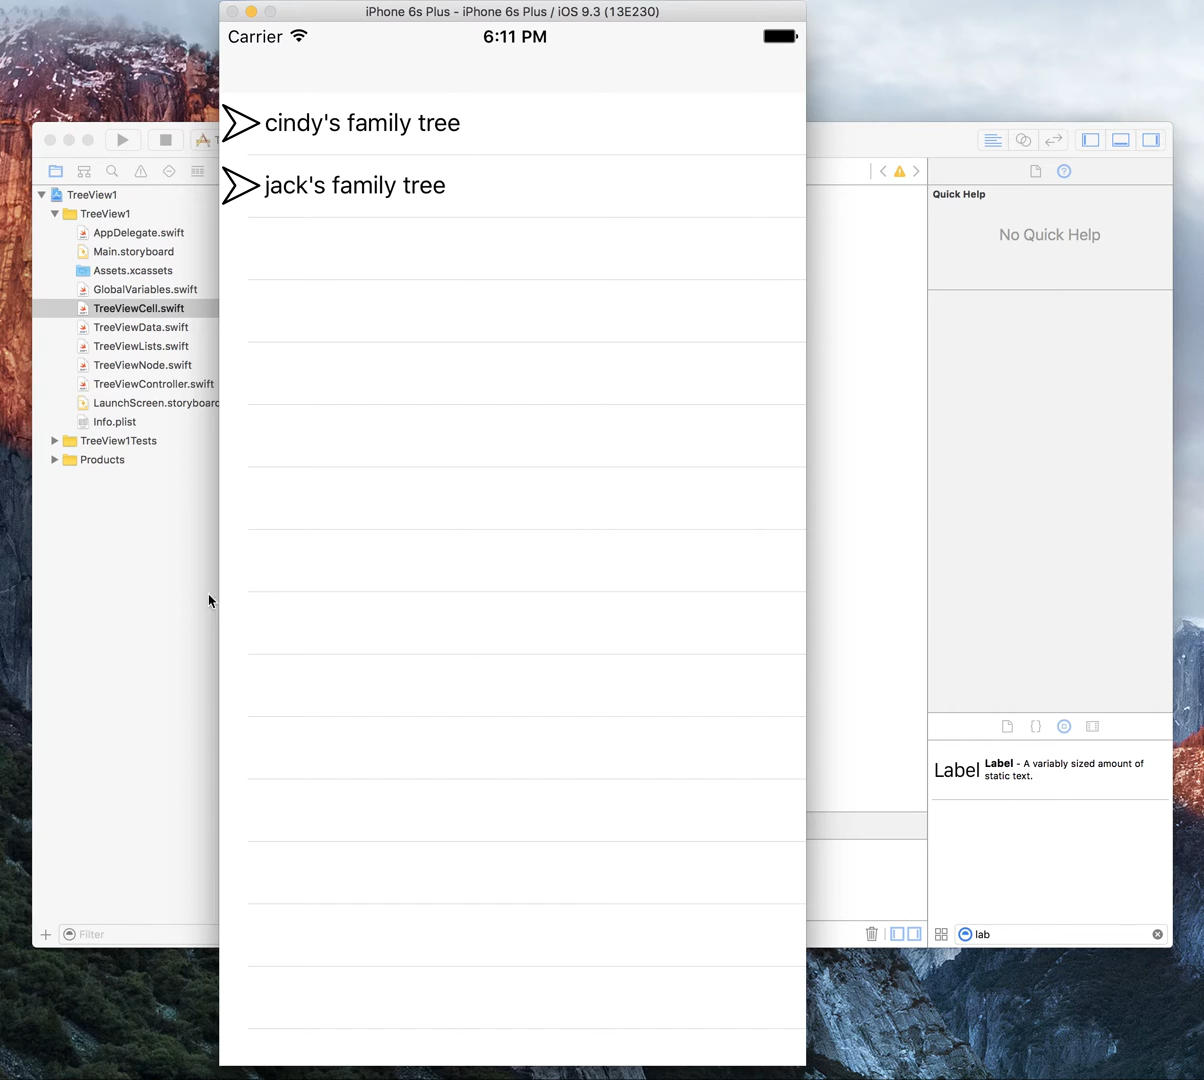 iPhone 6s Plus - iPhone 6s Plus / iOS 9.3 (13E230)
Carrier
6:11 PM
cindy's family tree
jack's family tree
TreeView1
TreeView1
AppDelegate.swift
Main.storyboard
Assets.xcassets
GlobalVariables.swift
TreeViewCell.swift
TreeViewData.swift
TreeViewLists.swift
TreeViewNode.swift
TreeViewController.swift
LaunchScreen.storyboard
Info.plist
TreeView1Tests
Products
Filter
Quick Help
No Quick Help
Label
Label - A variably sized amount of
static text.
lab